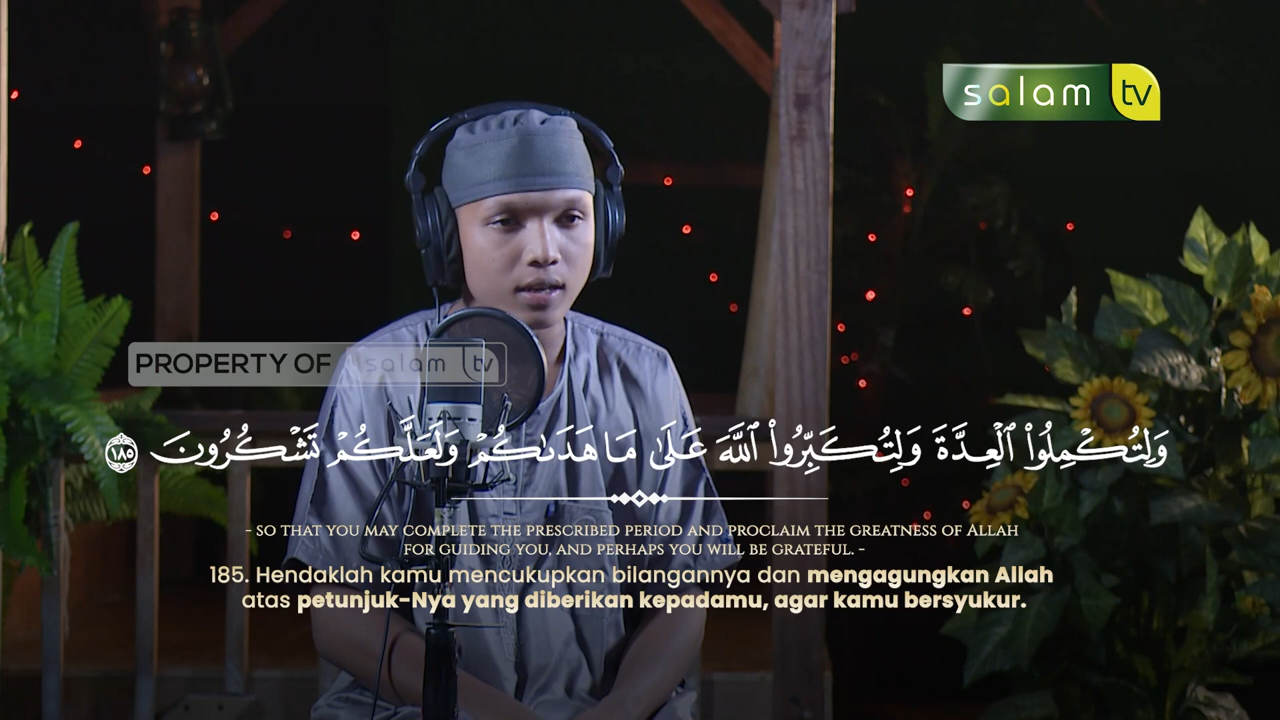 salam tv
PROPERTY OF salam tv
وَلِتُكْمِلُوا۟ ٱلْعِدَّةَ وَلِتُكَبِّرُوا۟ ٱللَّهَ عَلَىٰ مَا هَدَىٰكُمْ وَلَعَلَّكُمْ تَشْكُرُونَ ١٨٥
- SO THAT YOU MAY COMPLETE THE PRESCRIBED PERIOD AND PROCLAIM THE GREATNESS OF ALLAH
FOR GUIDING YOU, AND PERHAPS YOU WILL BE GRATEFUL. -
185. Hendaklah kamu mencukupkan bilangannya dan mengagungkan Allah
atas petunjuk-Nya yang diberikan kepadamu, agar kamu bersyukur.